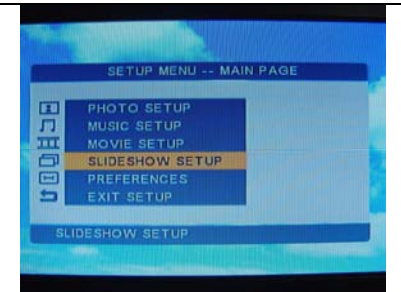 SETUP MENU -- MAIN PAGE
PHOTO SETUP
MUSIC SETUP
MOVIE SETUP
SLIDESHOW SETUP
PREFERENCES
EXIT SETUP
SLIDESHOW SETUP